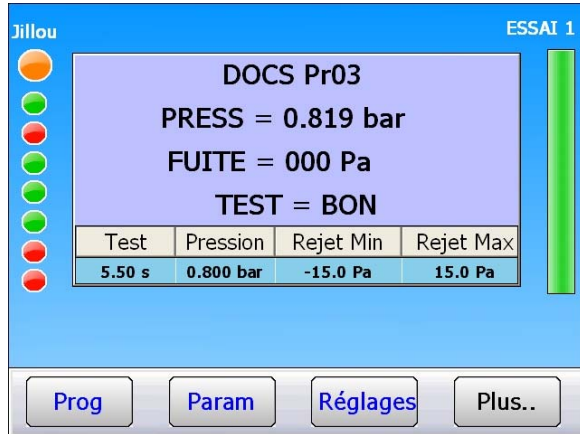 Jillou
ESSAI 1
DOCS Pr03
PRESS = 0.819 bar
FUITE = 000 Pa
TEST = BON
Test Pression Rejet Min Rejet Max
5.50 s 0.800 bar -15.0 Pa 15.0 Pa
Prog Param Réglages Plus..